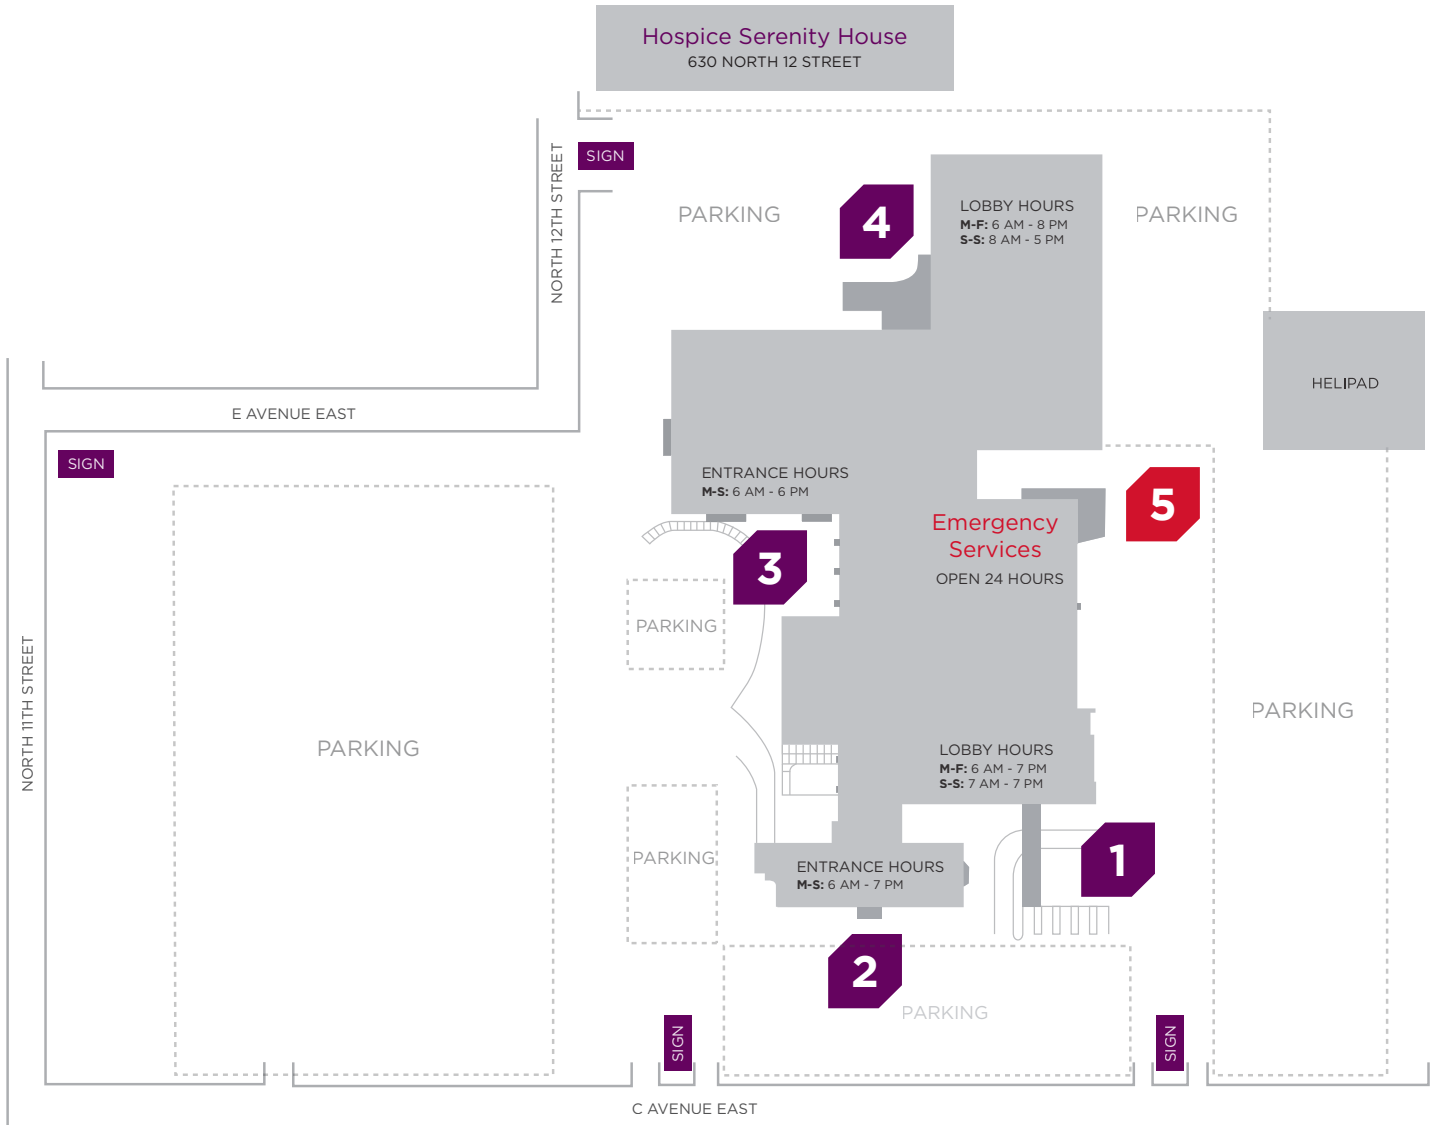 Hospice Serenity House
630 NORTH 12 STREET
SIGN
NORTH 12TH STREET
PARKING
4
LOBBY HOURS
M-F: 6 AM - 8 PM
S-S: 8 AM - 5 PM
PARKING
HELIPAD
E AVENUE EAST
SIGN
ENTRANCE HOURS
M-S: 6 AM - 6 PM
5
Emergency
Services
OPEN 24 HOURS
3
PARKING
NORTH 11TH STREET
PARKING
PARKING
LOBBY HOURS
M-F: 6 AM - 7 PM
S-S: 7 AM - 7 PM
PARKING
ENTRANCE HOURS
M-S: 6 AM - 7 PM
1
2
PARKING
SIGN
SIGN
C AVENUE EAST